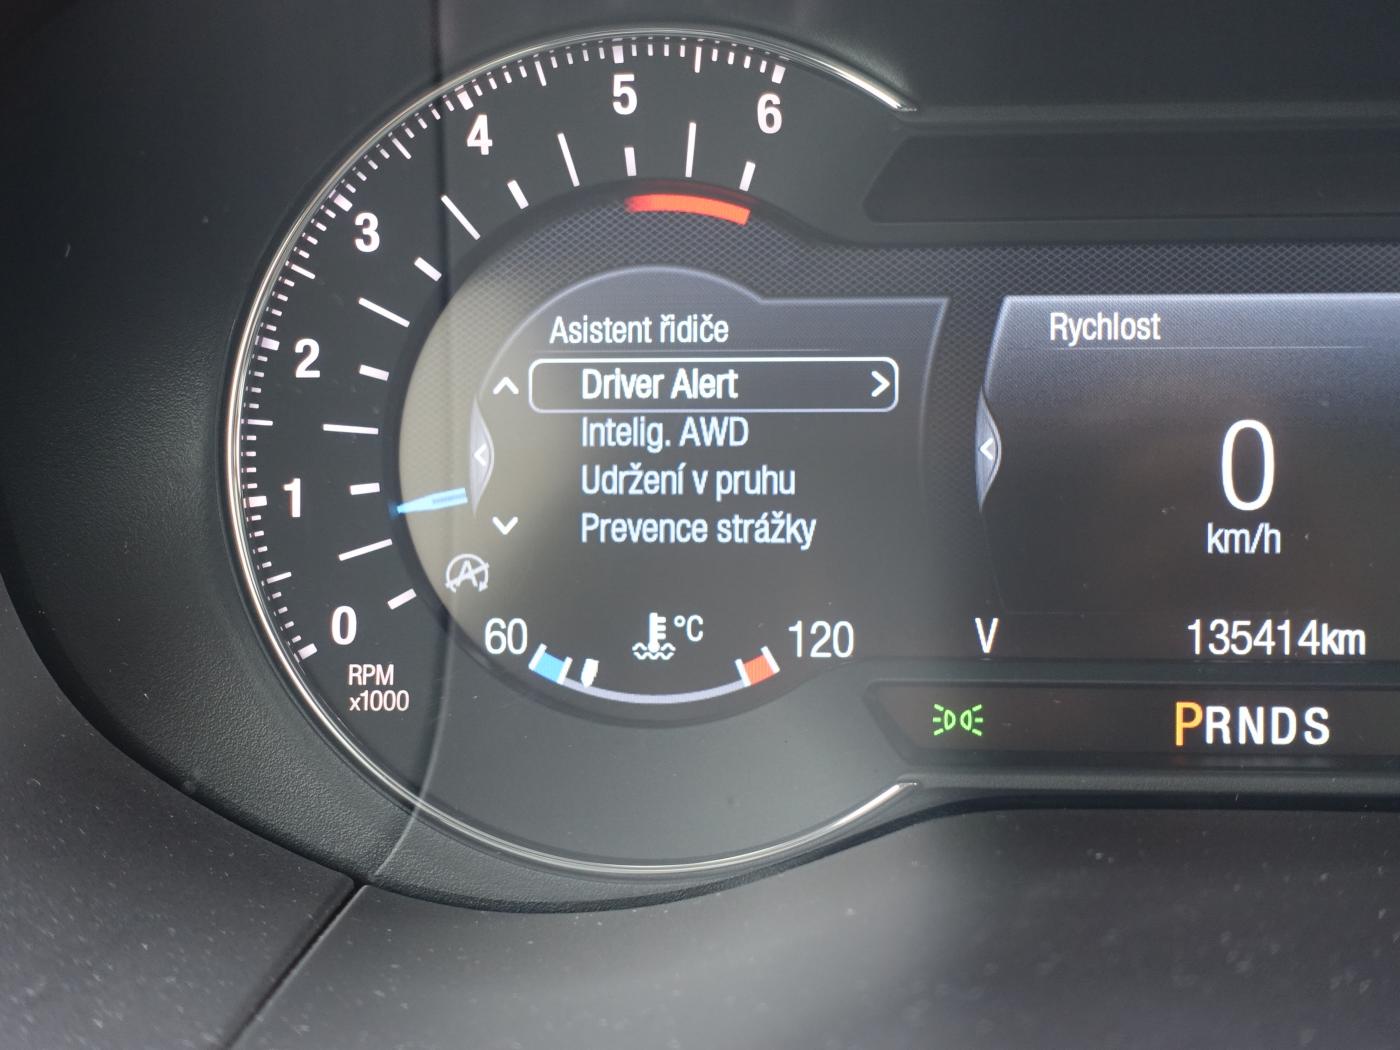 6
5
4
3
2
1
0
RPM
x1000
Asistent řidiče
Driver Alert
Intelig. AWD
Udržení v pruhu
Prevence strážky
A
60
°C
120
Rychlost
0
km/h
V
135414km
PRNDS